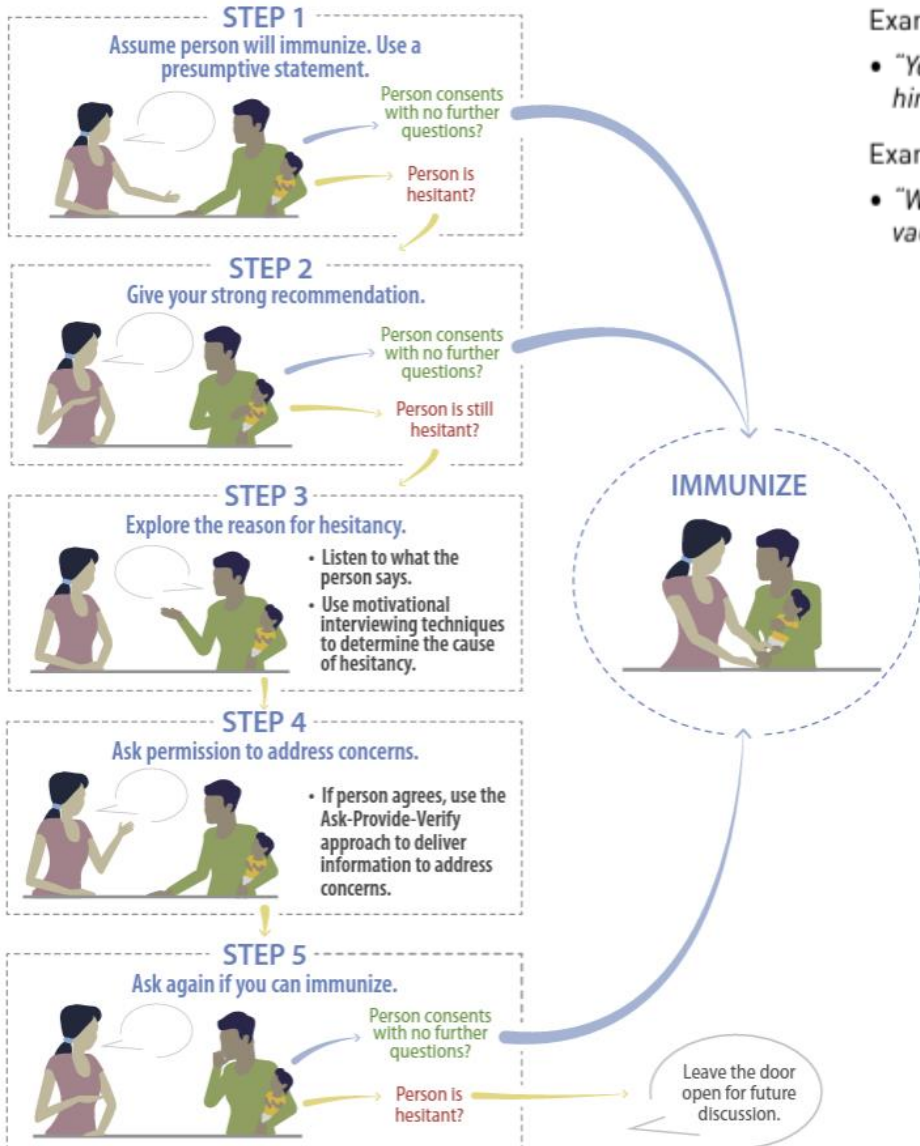 STEP 1
Assume person will immunize. Use a
presumptive statement.
Person consents
with no further
questions?
Person is
hesitant?
STEP 2
Give your strong recommendation.
Person consents
with no further
questions?
Person is still
hesitant?
STEP 3
Explore the reason for hesitancy.
• Listen to what the
person says.
• Use motivational
interviewing techniques
to determine the cause
of hesitancy.
STEP 4
Ask permission to address concerns.
• If person agrees, use the
Ask-Provide-Verify
approach to deliver
information to address
concerns.
STEP 5
Ask again if you can immunize.
Person consents
with no further
questions?
Person is
hesitant?
Leave the door
open for future
discussion.
IMMUNIZE